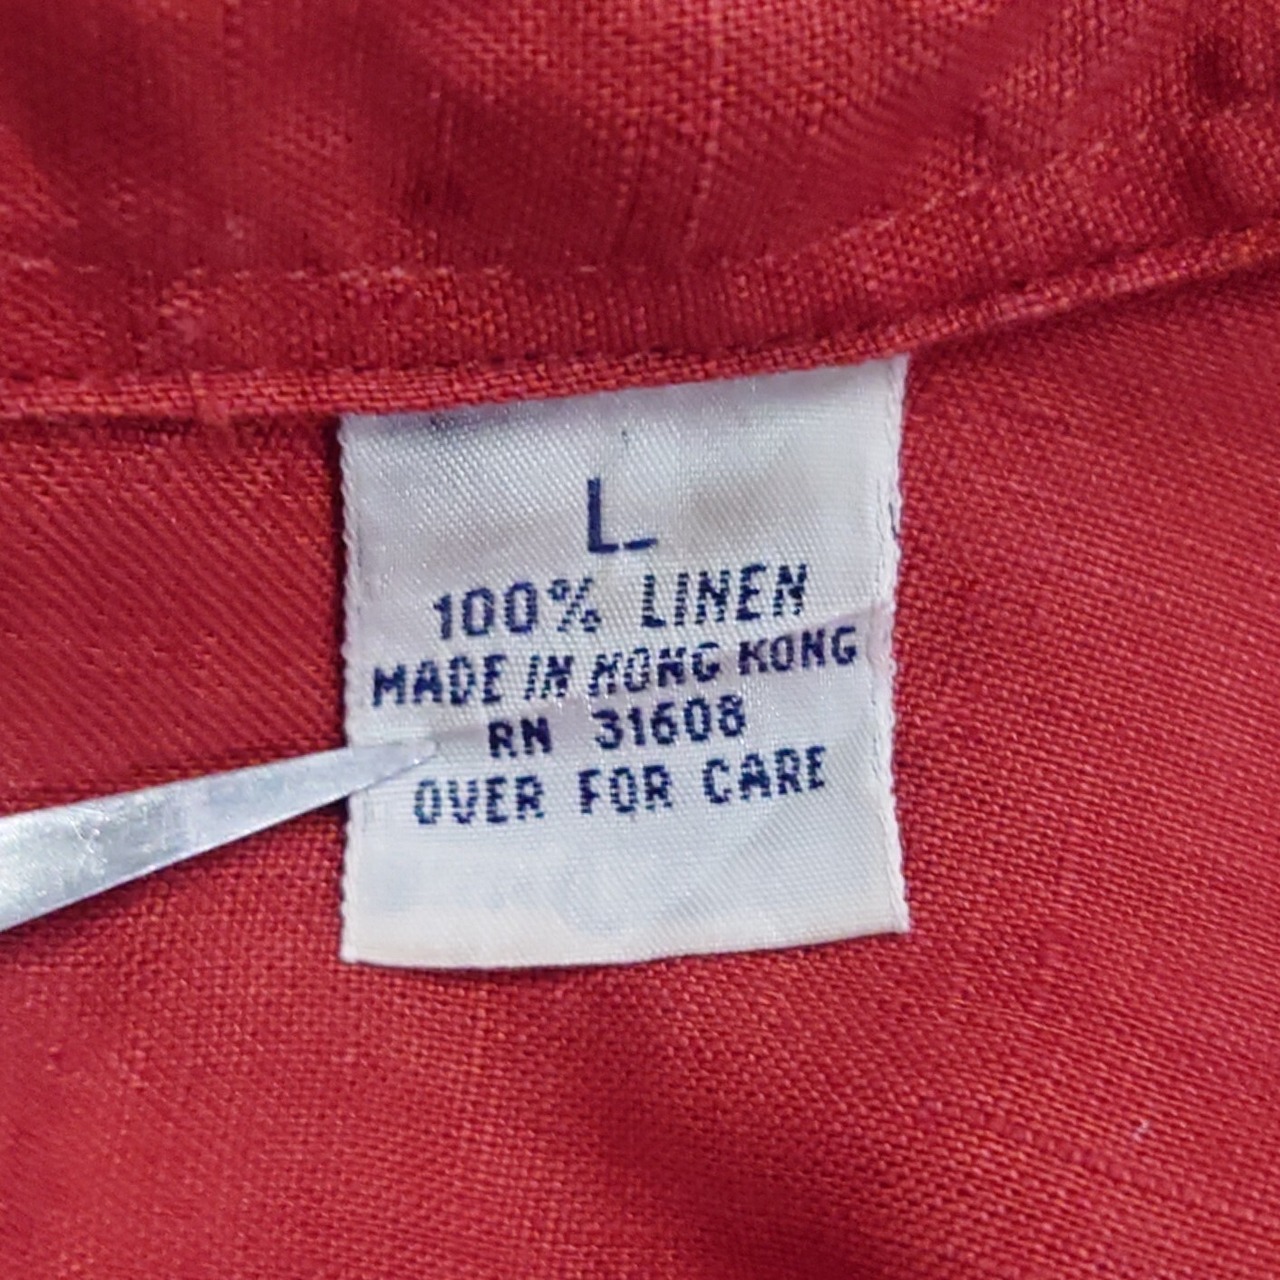 L
100% LINEN
MADE IN HONG KONG
RN 31608
OVER FOR CARE